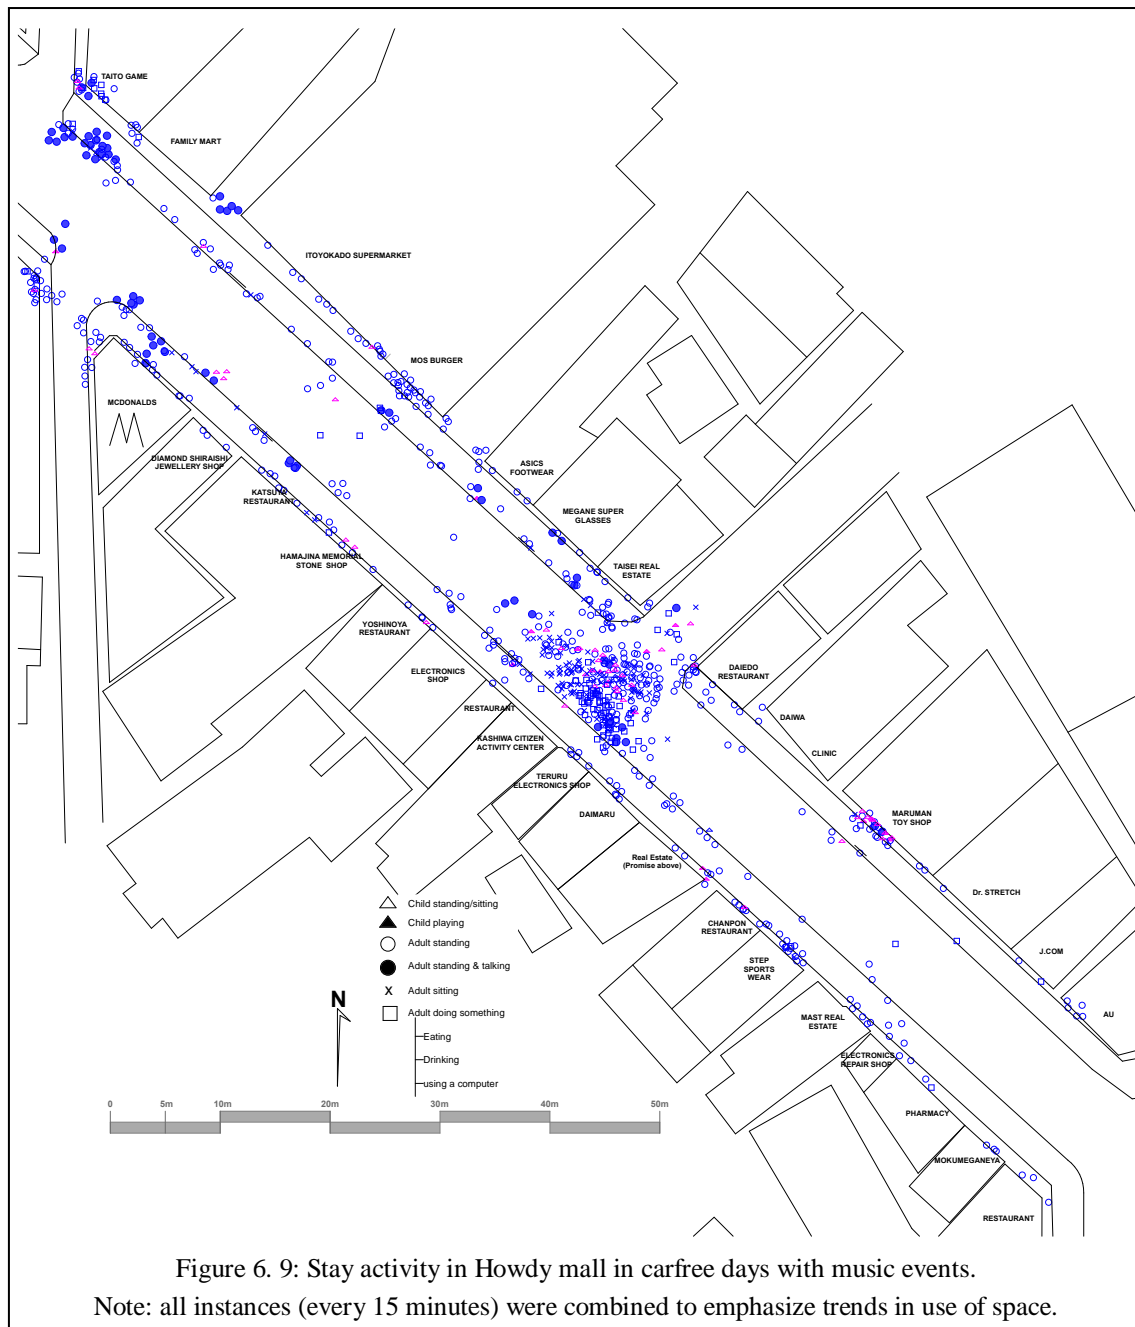 TAITO GAME
FAMILY MART
ITOYOKADO SUPERMARKET
MOS BURGER
MCDONALDS
DIAMOND SHIRAISHI
JEWELLERY SHOP
ASICS
FOOTWEAR
KATSUYA
RESTAURANT
MEGANE SUPER
GLASSES
HAMAJINA MEMORIAL
STONE SHOP
TAISEI REAL
ESTATE
YOSHINOYA
RESTAURANT
ELECTRONICS
SHOP
DAIEDO
RESTAURANT
RESTAURANT
DAIWA
KASHIWA CITIZEN
ACTIVITY CENTER
CLINIC
TERURU
ELECTRONICS SHOP
DAIMARU
MARUMAN
TOY SHOP
Real Estate
(Promise above)
Dr. STRETCH
CHANPON
RESTAURANT
J.COM
STEP
SPORTS
WEAR
MAST REAL
ESTATE
AU
ELECTRONICS
REPAIR SHOP
PHARMACY
MOKUMEGANEYA
RESTAURANT
Child standing/sitting
Child playing
Adult standing
Adult standing & talking
X Adult sitting
Adult doing something
Eating
Drinking
using a computer
N
0 5m 10m 20m 30m 40m 50m
Figure 6. 9: Stay activity in Howdy mall in carfree days with music events.
Note: all instances (every 15 minutes) were combined to emphasize trends in use of space.